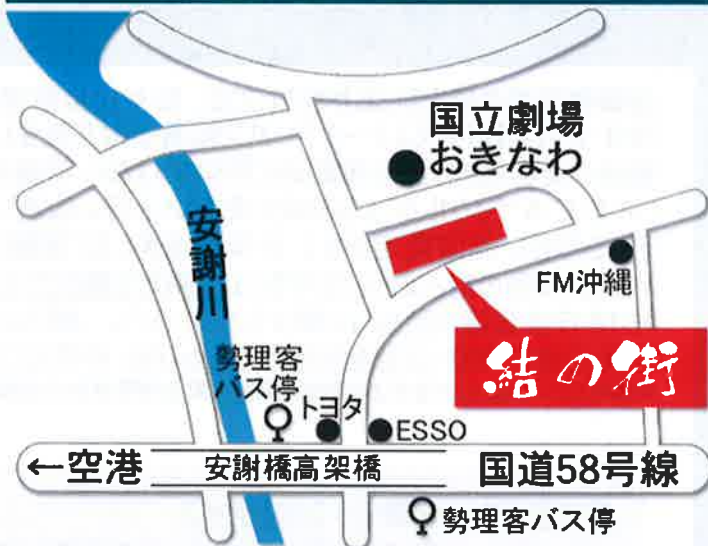 国立劇場
おきなわ
安謝川
FM沖縄
結の街
勢理客
バス停
トヨタ
ESSO
←空港
安謝橋高架橋
国道58号線
勢理客バス停